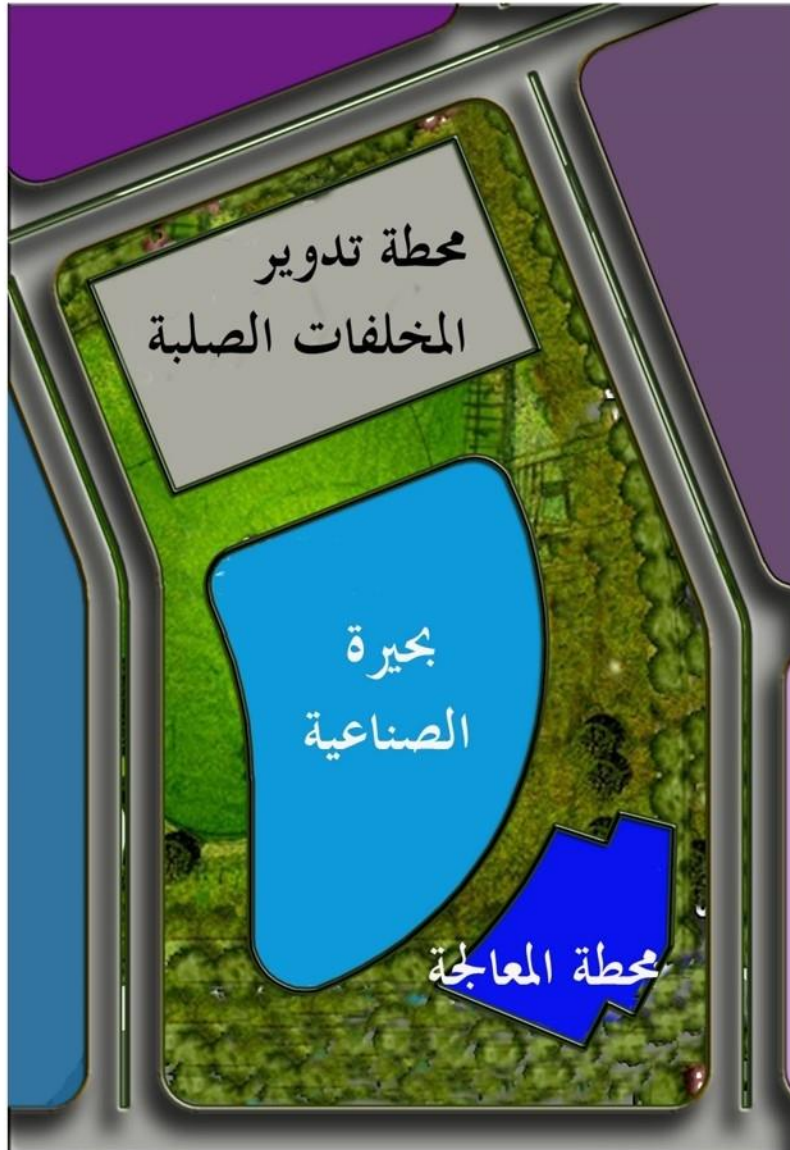 محطة تدوير
المخلفات الصلبة
بحيرة
الصناعية
محطة المعالجة